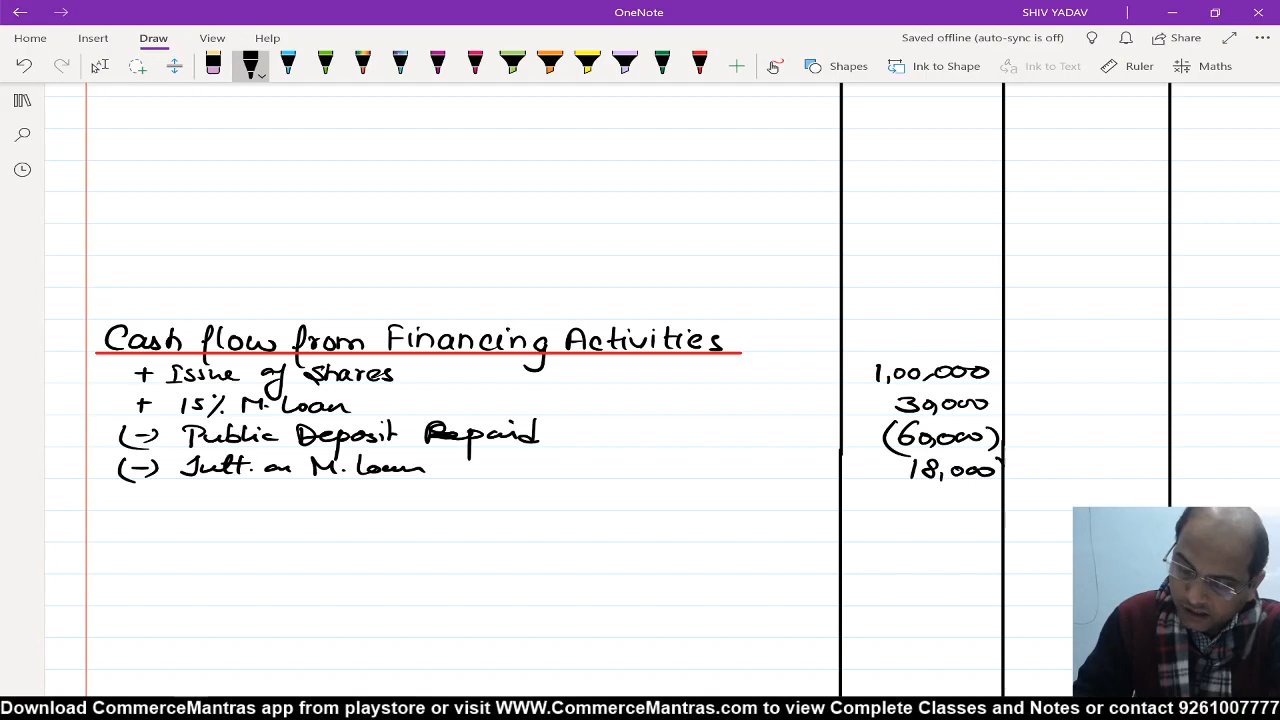 OneNote
SHIV YADAV
Home Insert Draw View Help
Saved offline (auto-sync is off)
Share
Shapes
Ink to Shape
Ink to Text
Ruler
Maths
Cash flow from Financing Activities
+ Issue of Shares 1,00,000
+ 15% M. Loan 30,000
(-) Public Deposit Repaid (60,000)
(-) Intt. on M. Loan 18,000
Download CommerceMantras app from playstore or visit WWW.CommerceMantras.com to view Complete Classes and Notes or contact 9261007777